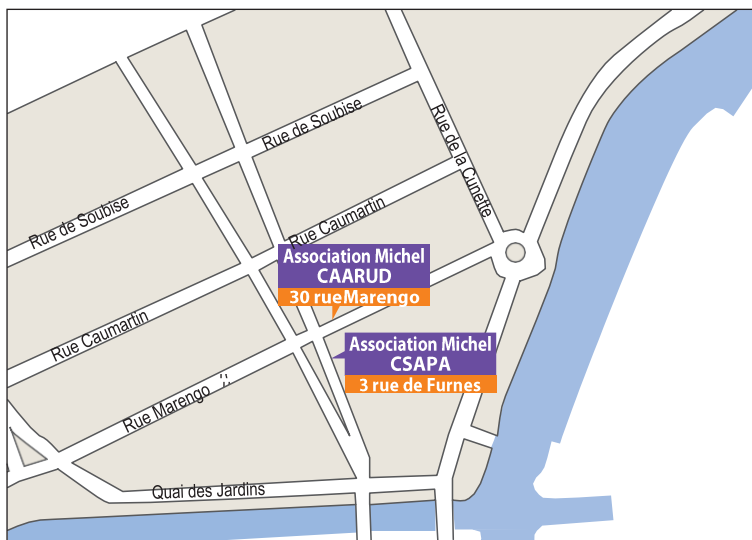 Rue de Soubise
Rue de la Cunette
Rue de Soubise
Rue Caumartin
Association Michel
CAARUD
30 rueMarengo
Rue Caumartin
Association Michel
CSAPA
3 rue de Furnes
Rue Marengo
Quai des Jardins